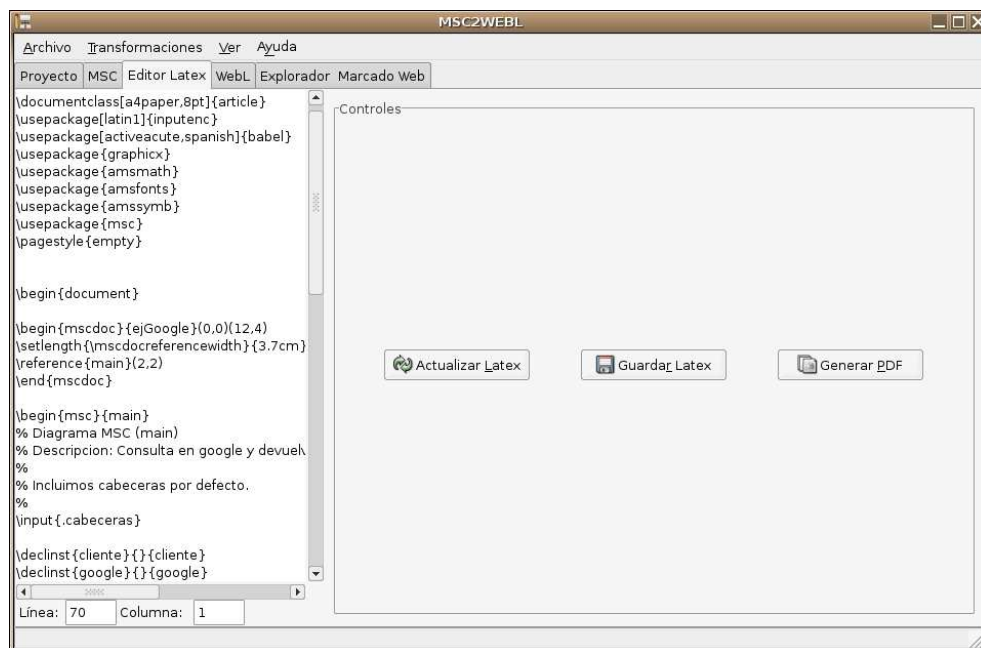 MSC2WEBL
Archivo Transformaciones Ver Ayuda
Proyecto MSC Editor Latex WebL Explorador Marcado Web
\documentclass[a4paper,8pt]{article}
\usepackage[latin1]{inputenc}
\usepackage[activeacute,spanish]{babel}
\usepackage{graphicx}
\usepackage{amsmath}
\usepackage{amsfonts}
\usepackage{amssymb}
\usepackage{msc}
\pagestyle{empty}
\begin{document}
\begin{mscdoc}{ejGoogle}(0,0)(12,4)
\setlength{\mscdocreferencewidth}{3.7cm}
\reference{main}(2,2)
\end{mscdoc}
\begin{msc}{main}
% Diagrama MSC (main)
% Descripcion: Consulta en google y
%
% Incluimos cabeceras por defecto.
%
\input{.cabeceras}
\declinst{cliente}{}{cliente}
\declinst{google}{}{google}
Línea: 70 Columna: 1
Controles
Actualizar Latex Guardar Latex Generar PDF